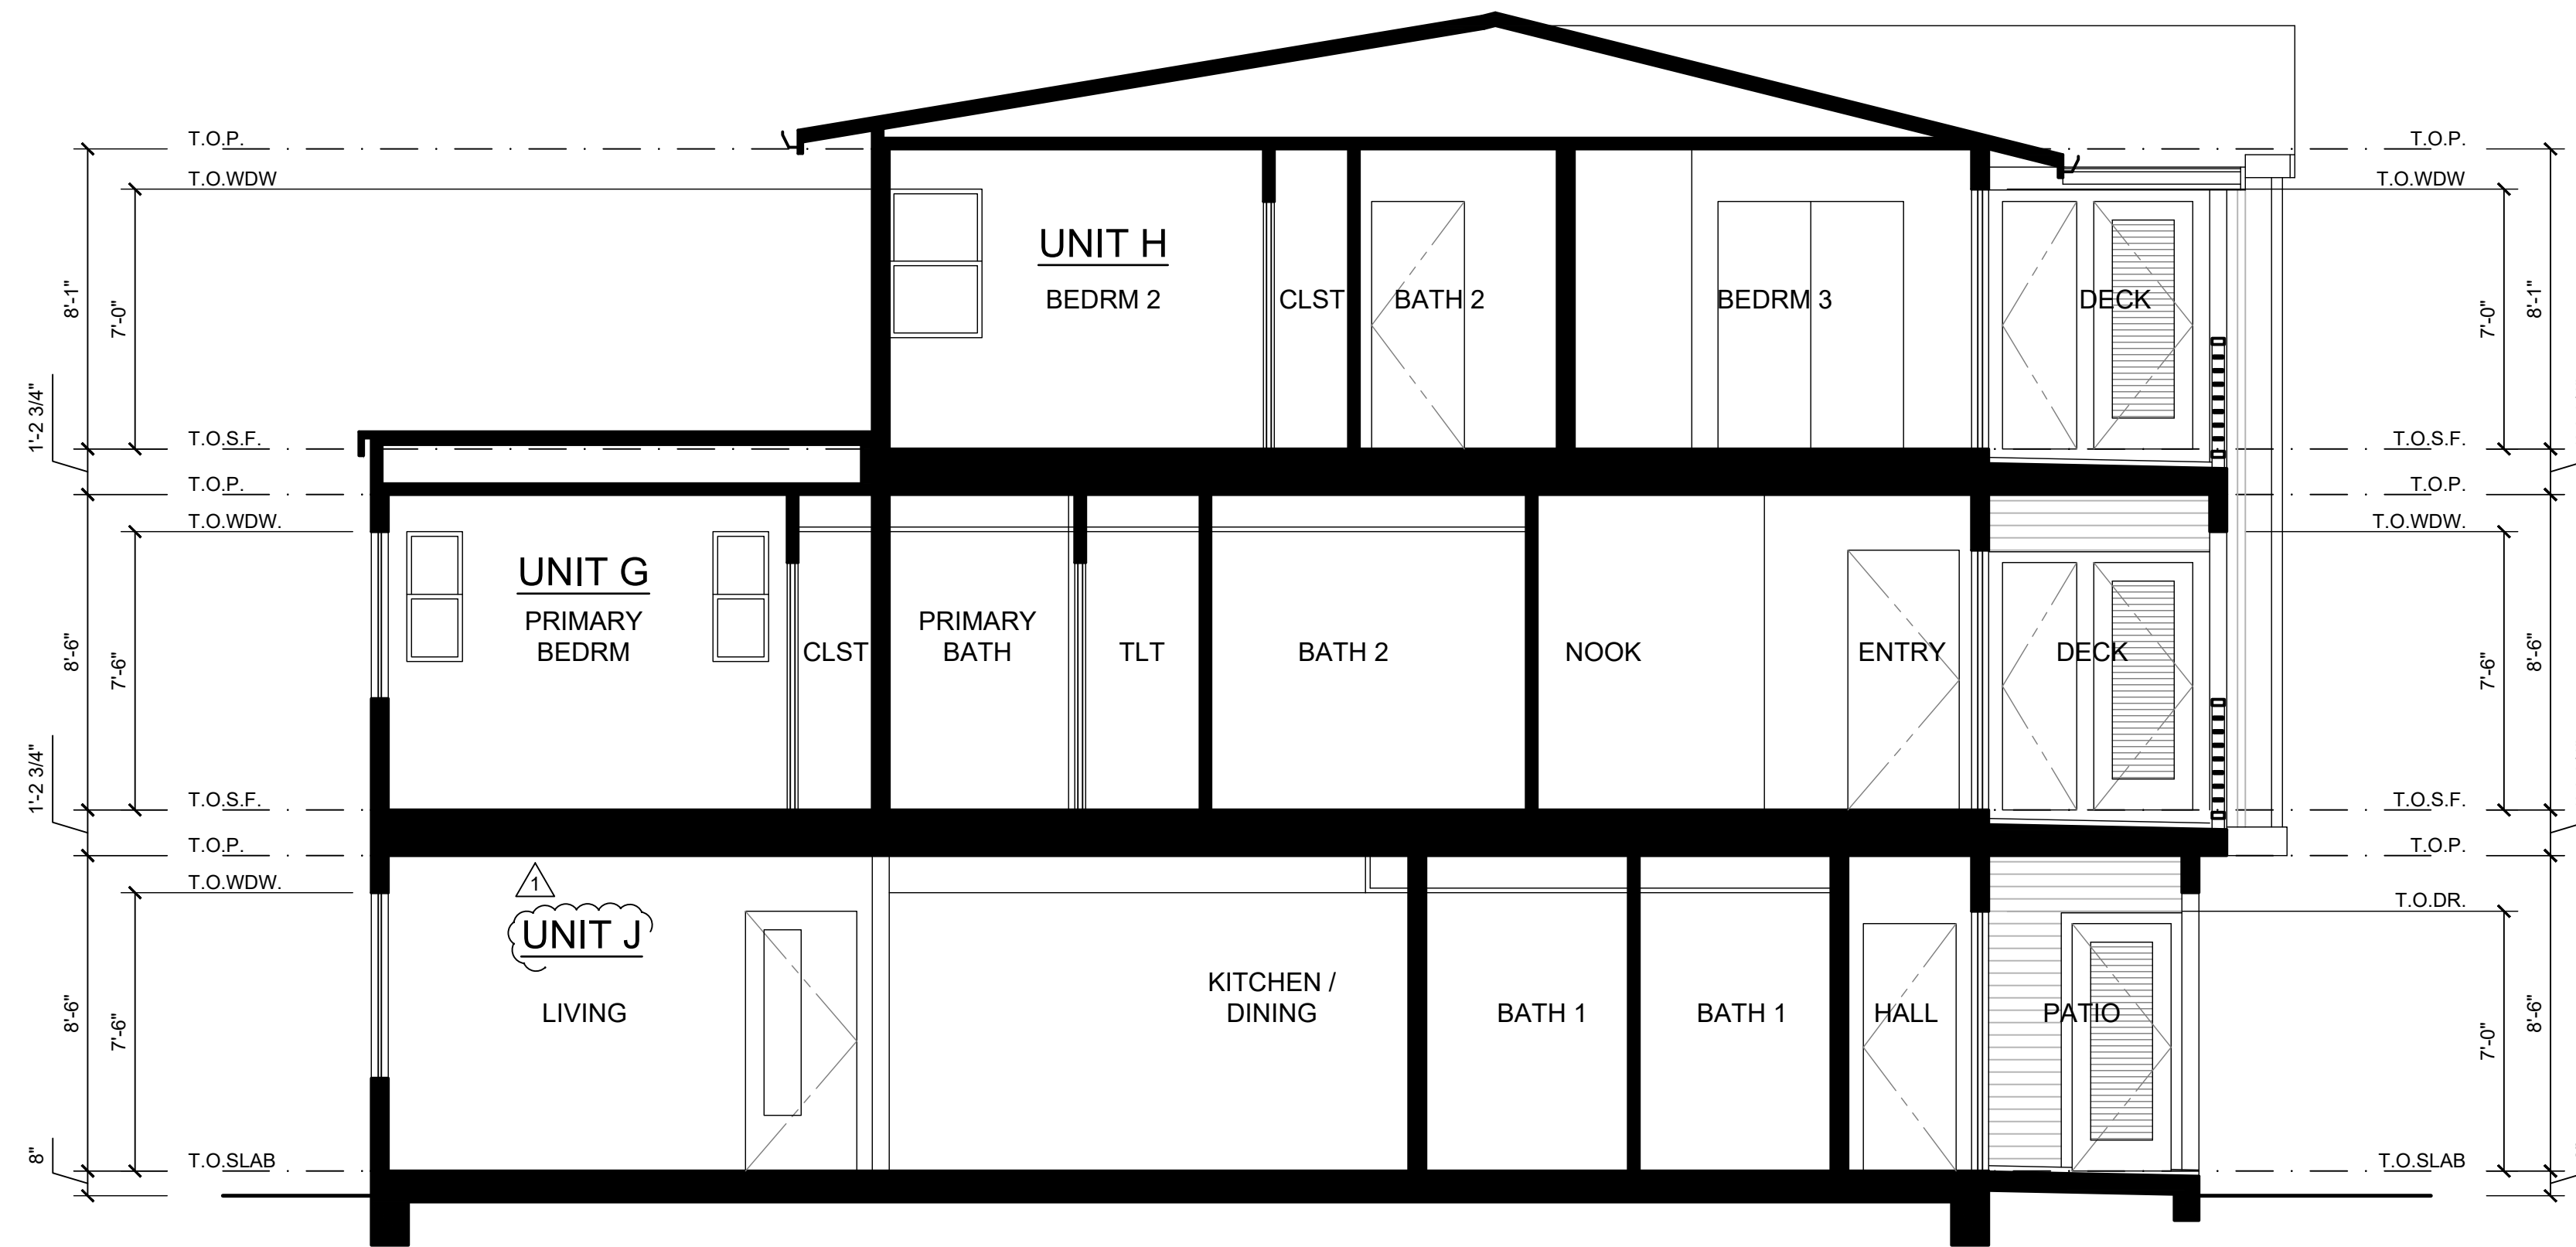 T.O.P.
T.O.P.
T.O.WDW
T.O.WDW
UNIT H
BEDRM 2
CLST
BATH 2
BEDRM 3
DECK
8'-1"
7'-0"
7'-0"
8'-1"
1'-2 3/4"
T.O.S.F.
T.O.S.F.
T.O.P.
T.O.P.
T.O.WDW.
T.O.WDW.
UNIT G
PRIMARY
BEDRM
CLST
PRIMARY
BATH
TLT
BATH 2
NOOK
ENTRY
DECK
8'-6"
7'-6"
7'-6"
8'-6"
1'-2 3/4"
T.O.S.F.
T.O.S.F.
T.O.P.
T.O.P.
T.O.WDW.
T.O.DR.
1
UNIT J
LIVING
KITCHEN /
DINING
BATH 1
BATH 1
HALL
PATIO
8'-6"
7'-6"
7'-0"
8'-6"
8"
T.O.SLAB
T.O.SLAB